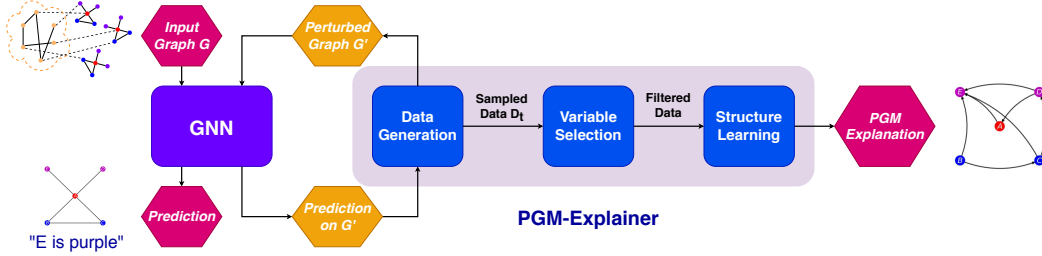 Input
Graph G
Perturbed
Graph G'
GNN
Data
Generation
Sampled
Data Dt
Variable
Selection
Filtered
Data
Structure
Learning
PGM
Explanation
E
D
A
B
C
Prediction
Prediction
on G'
PGM-Explainer
"E is purple"